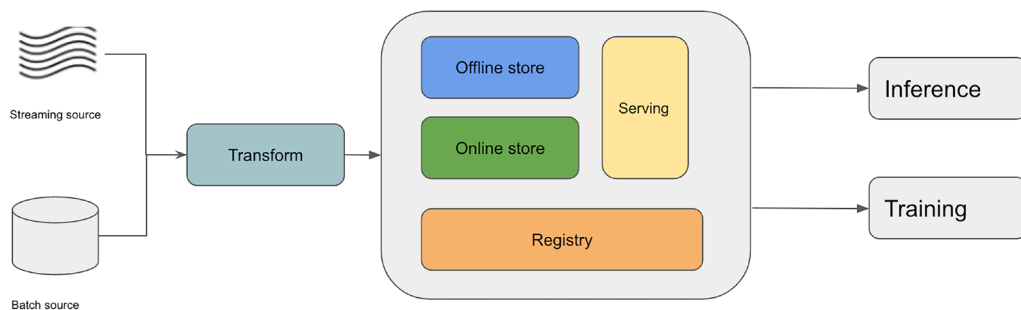 Streaming source
Batch source
Transform
Offline store
Online store
Serving
Registry
Inference
Training